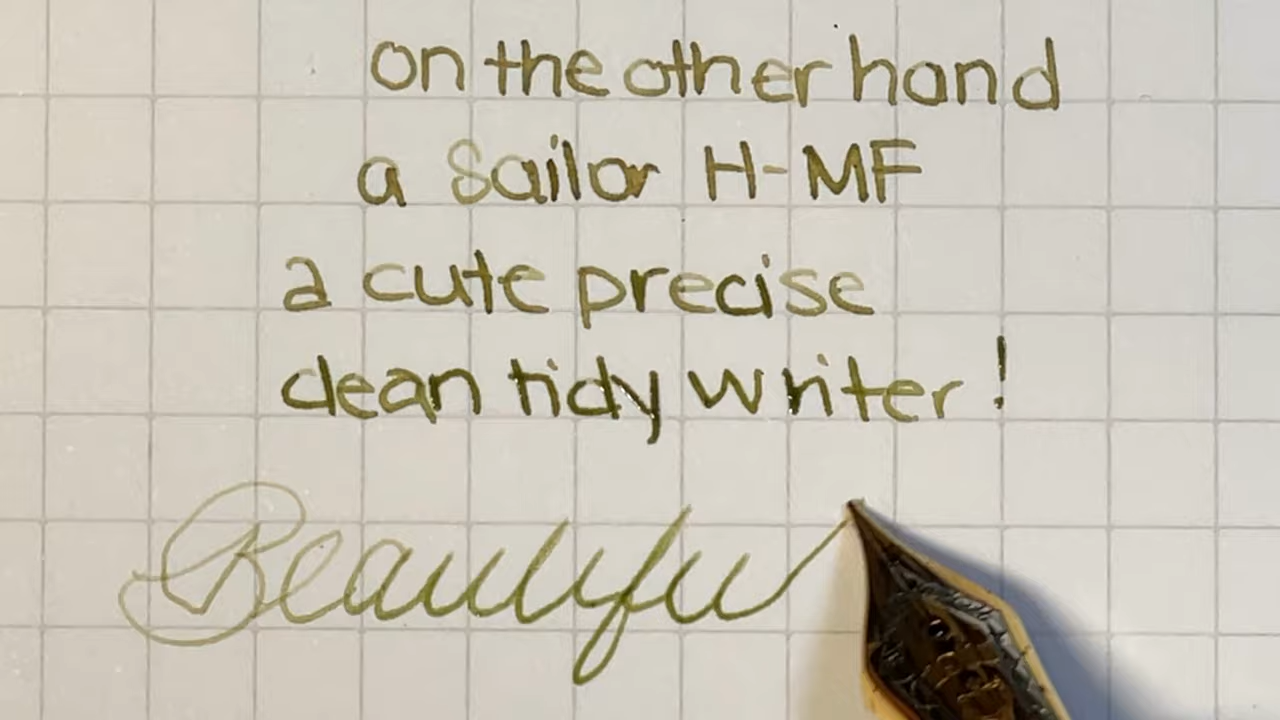 on the other hand
a Sailor H-MF
a cute precise
clean tidy writer!
Beautifu